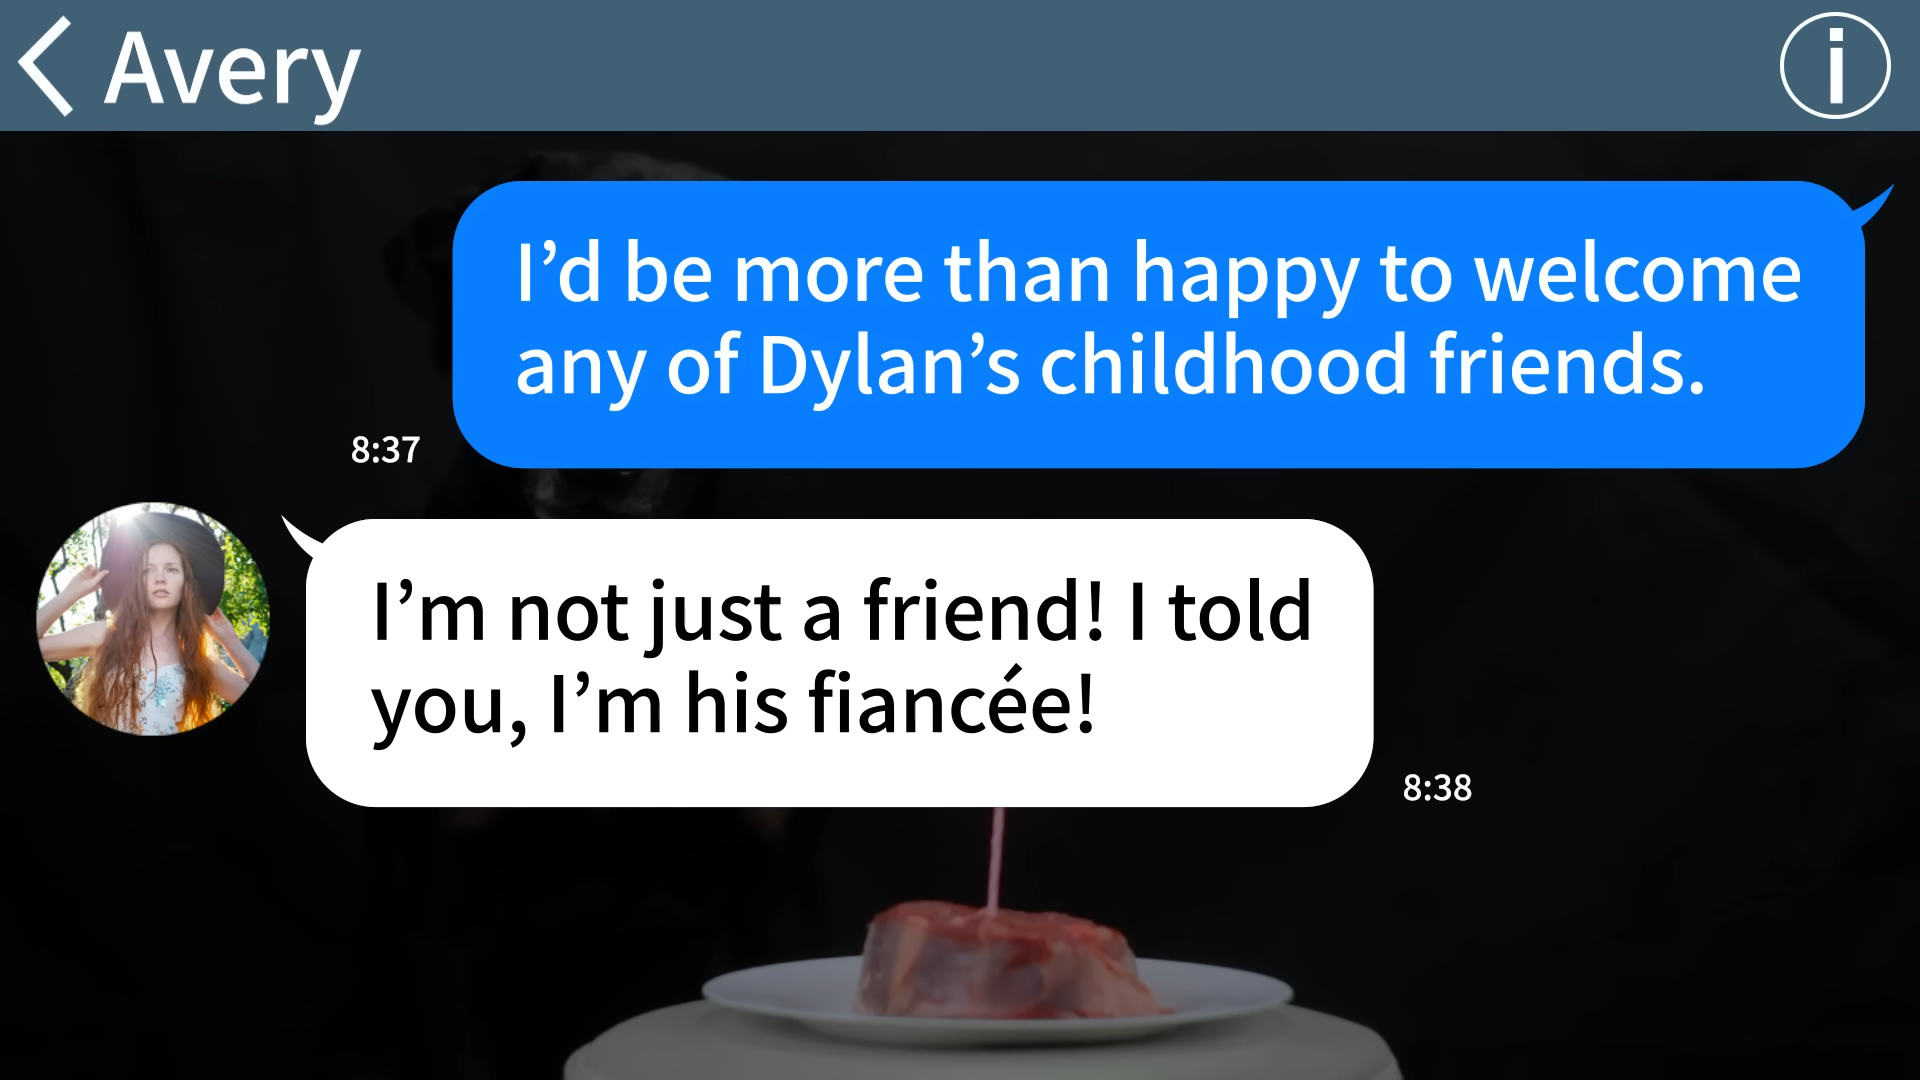 Avery
I’d be more than happy to welcome
any of Dylan’s childhood friends.
8:37
I’m not just a friend! I told
you, I’m his fiancée!
8:38